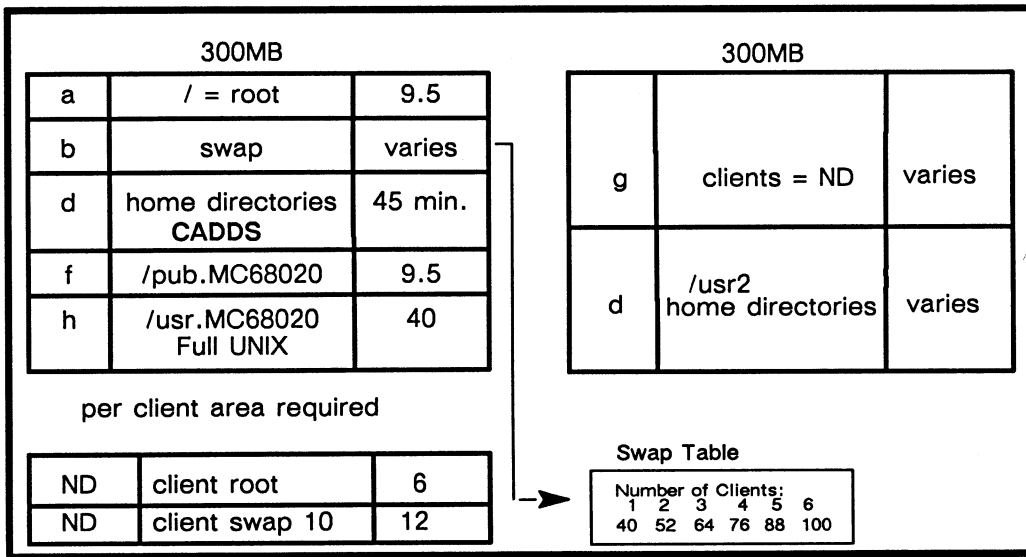 300MB
a / = root 9.5
b swap varies
d home directories 45 min.
CADDS
f /pub.MC68020 9.5
h /usr.MC68020 40
Full UNIX
per client area required
ND client root 6
ND client swap 10 12
300MB
g clients = ND varies
/usr2
d home directories varies
Swap Table
Number of Clients:
1 2 3 4 5 6
40 52 64 76 88 100